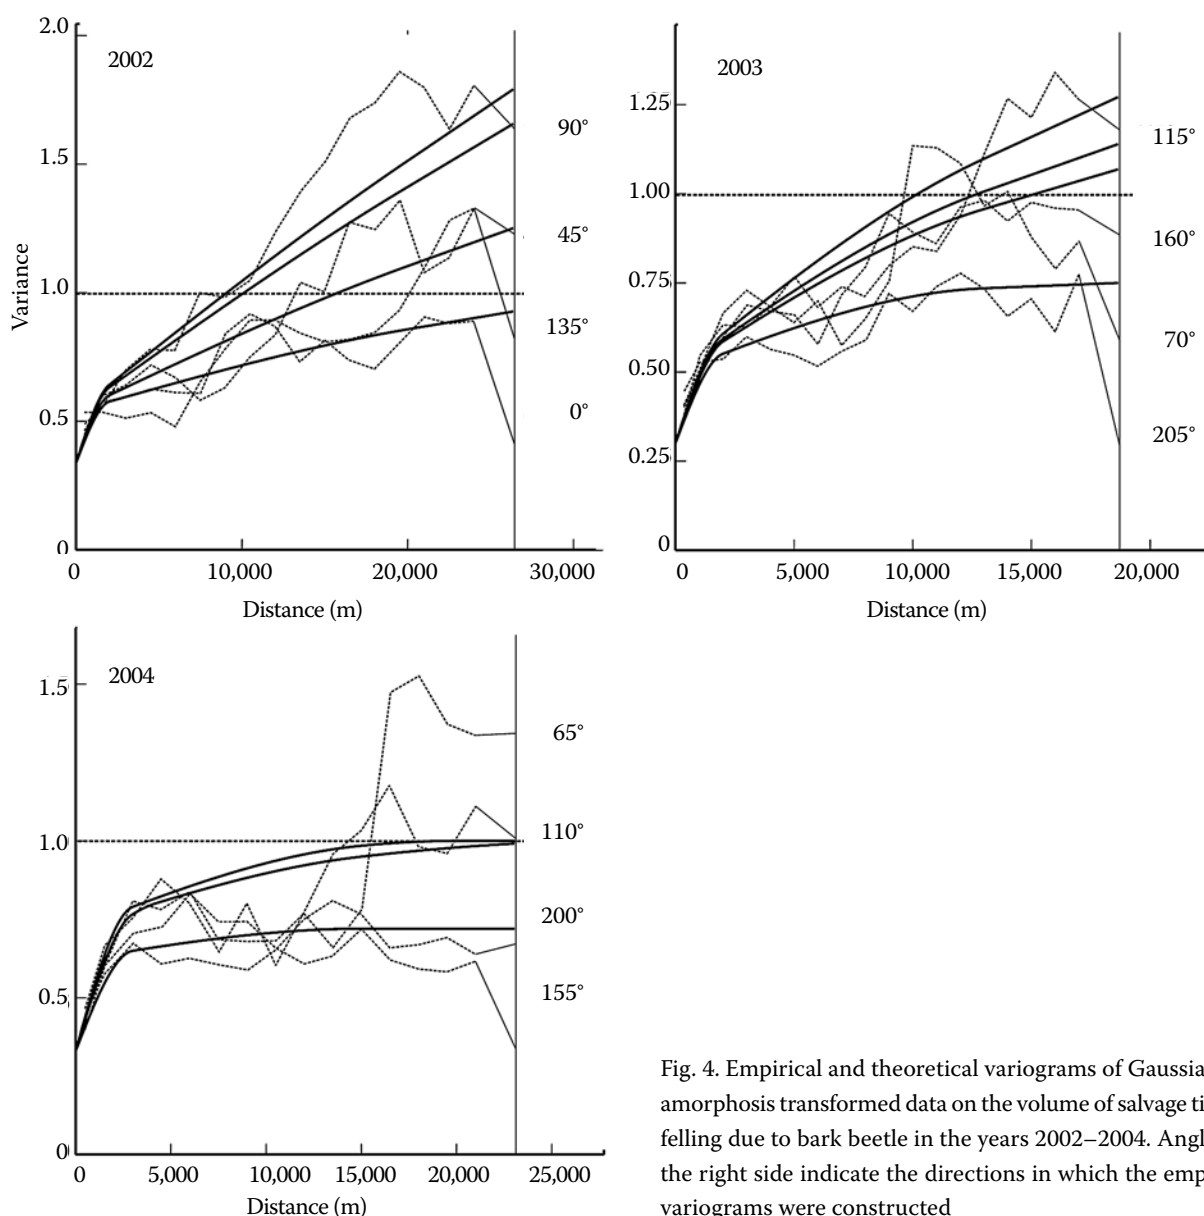 2002
2.0
1.5
1.0
0.5
0
Variance
90°
45°
135°
0°
0 10,000 20,000 30,000
Distance (m)
2003
1.25
1.00
0.75
0.50
0.25
0
115°
160°
70°
205°
0 5,000 10,000 15,000 20,000
Distance (m)
2004
1.5
1.0
0.5
0
65°
110°
200°
155°
0 5,000 10,000 15,000 20,000 25,000
Distance (m)
Fig. 4. Empirical and theoretical variograms of Gaussia
amorphosis transformed data on the volume of salvage ti
felling due to bark beetle in the years 2002–2004. Angl
the right side indicate the directions in which the emp
variograms were constructed